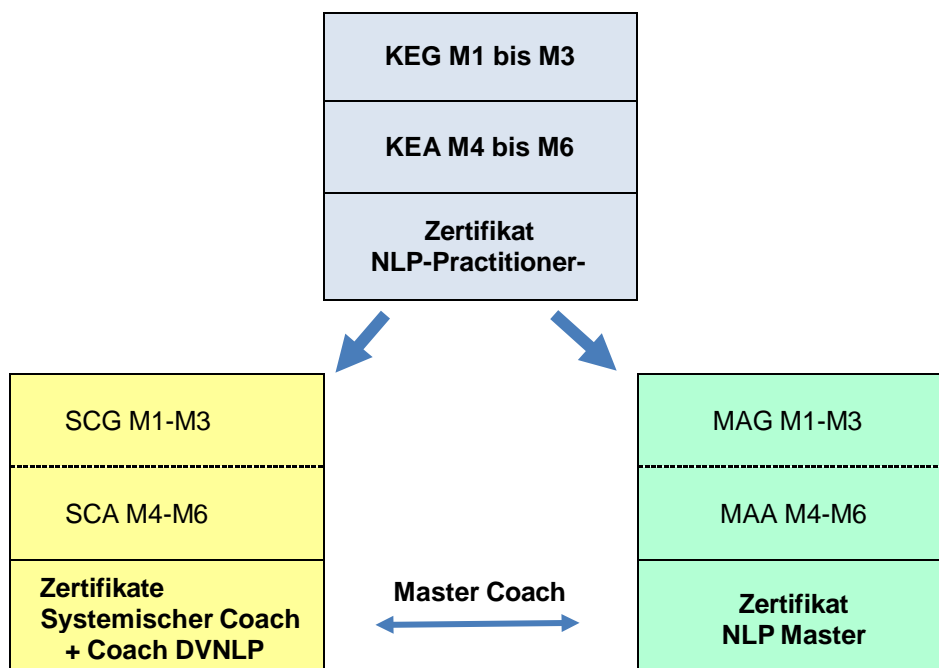 KEG M1 bis M3
KEA M4 bis M6
Zertifikat
NLP-Practitioner-
SCG M1-M3
SCA M4-M6
Zertifikate
Systemischer Coach
+ Coach DVNLP
Master Coach
MAG M1-M3
MAA M4-M6
Zertifikat
NLP Master